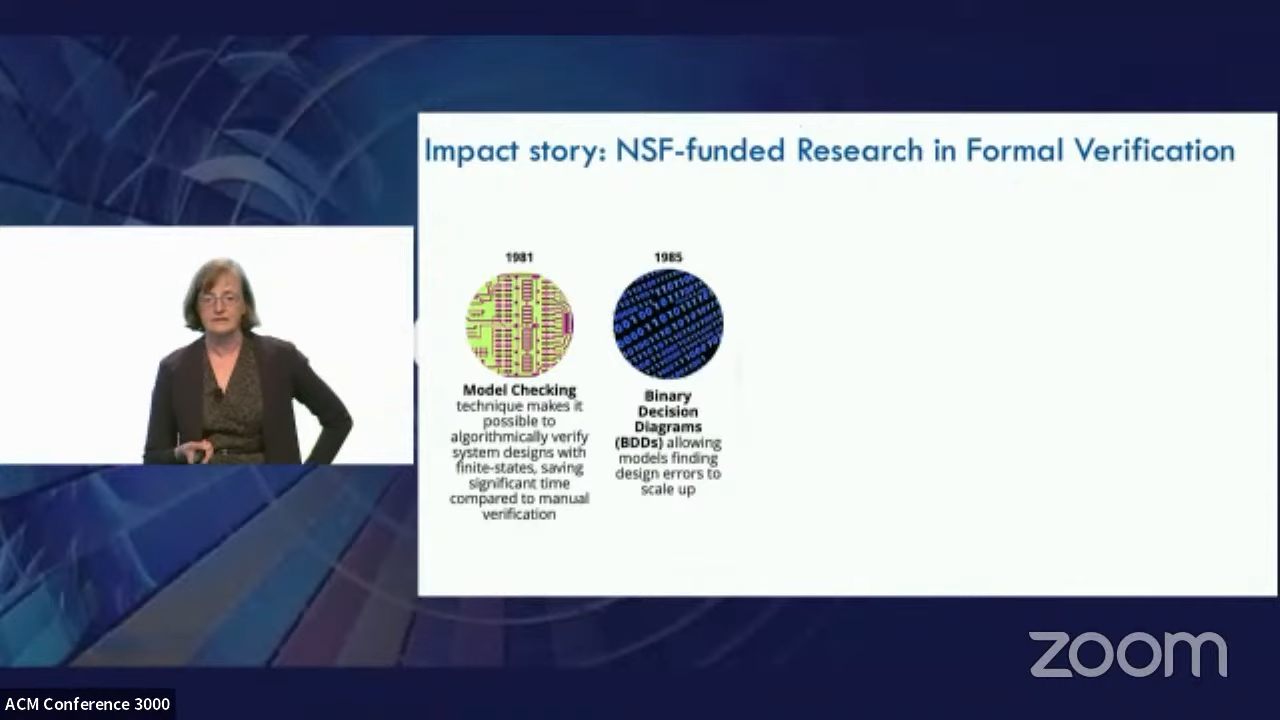 Impact story: NSF-funded Research in Formal Verification
1981
Model Checking
technique makes it
possible to
algorithmically verify
system designs with
finite-states, saving
significant time
compared to manual
verification
1985
Binary
Decision
Diagrams
(BDDs) allowing
models finding
design errors to
scale up
zoom
ACM Conference 3000